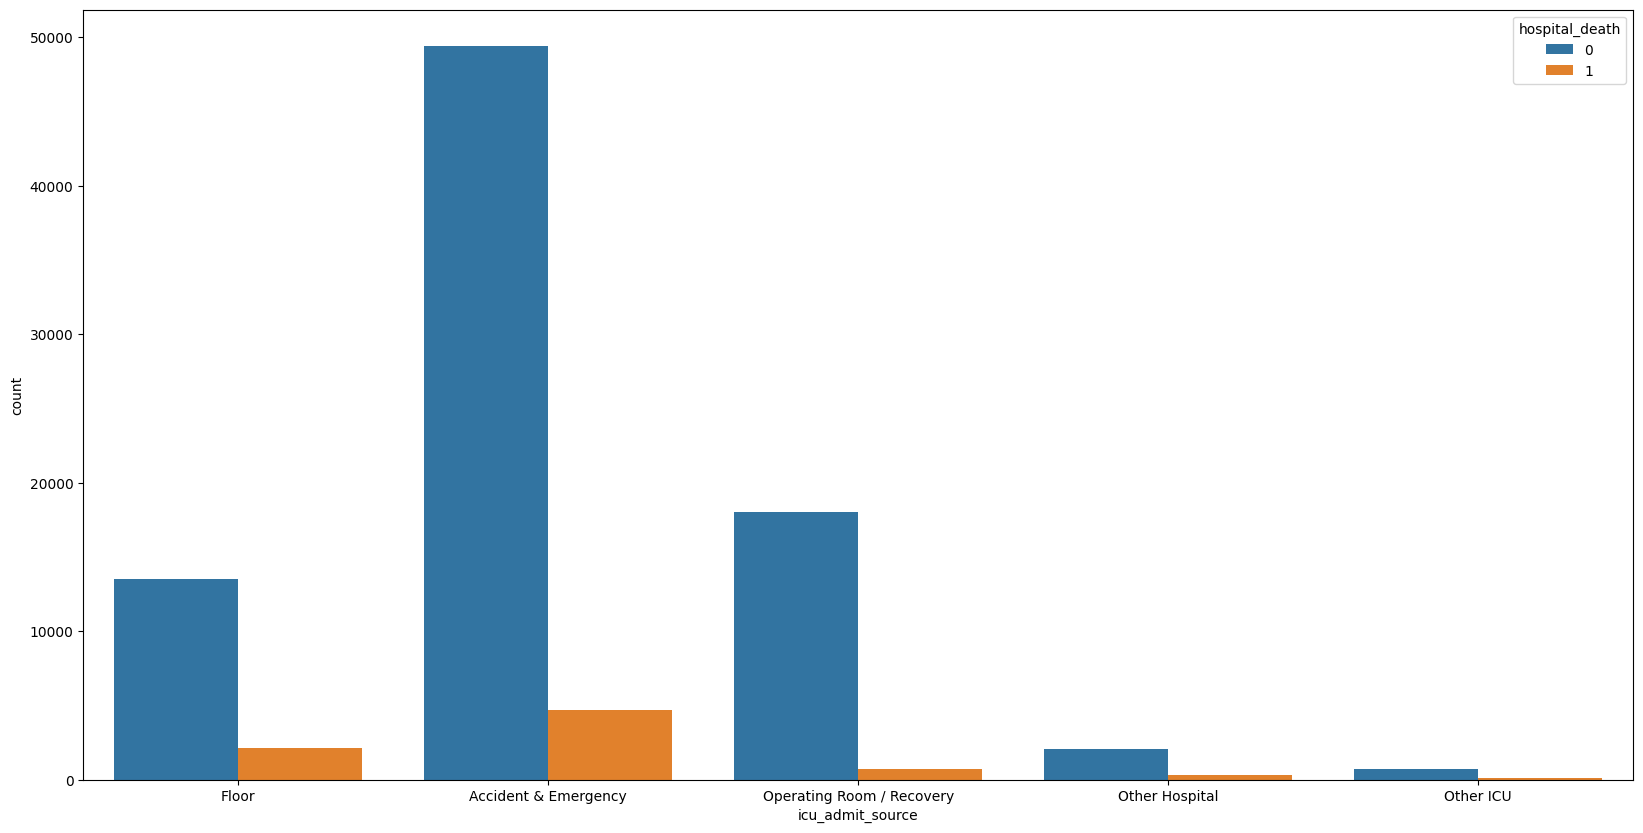 50000
40000
30000
20000
10000
0
count
Floor
Accident & Emergency
Operating Room / Recovery
Other Hospital
Other ICU
icu_admit_source
hospital_death
0
1